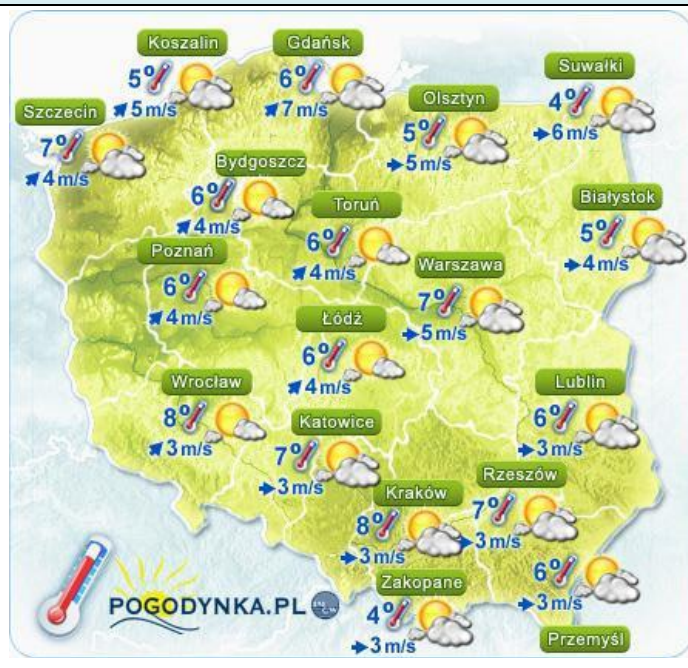 Koszalin
5°
5 m/s
Gdańsk
6°
7 m/s
Suwałki
4°
6 m/s
Szczecin
7°
4 m/s
Olsztyn
5°
5 m/s
Bydgoszcz
6°
4 m/s
Toruń
6°
4 m/s
Białystok
5°
4 m/s
Poznań
6°
4 m/s
Warszawa
7°
5 m/s
Łódź
6°
4 m/s
Wrocław
8°
3 m/s
Katowice
7°
3 m/s
Lublin
6°
3 m/s
Kraków
8°
3 m/s
Rzeszów
7°
3 m/s
Zakopane
4°
3 m/s
6°
3 m/s
Przemyśl
POGODYNKA.PL